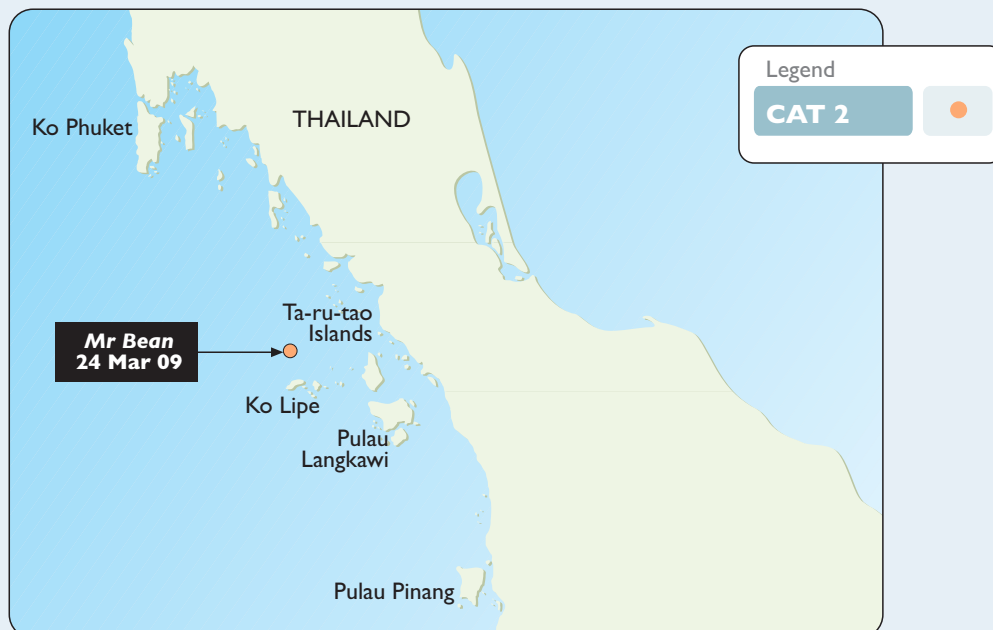 Legend
CAT 2
Ko Phuket
THAILAND
Ta-ru-tao
Islands
Mr Bean
24 Mar 09
Ko Lipe
Pulau
Langkawi
Pulau Pinang